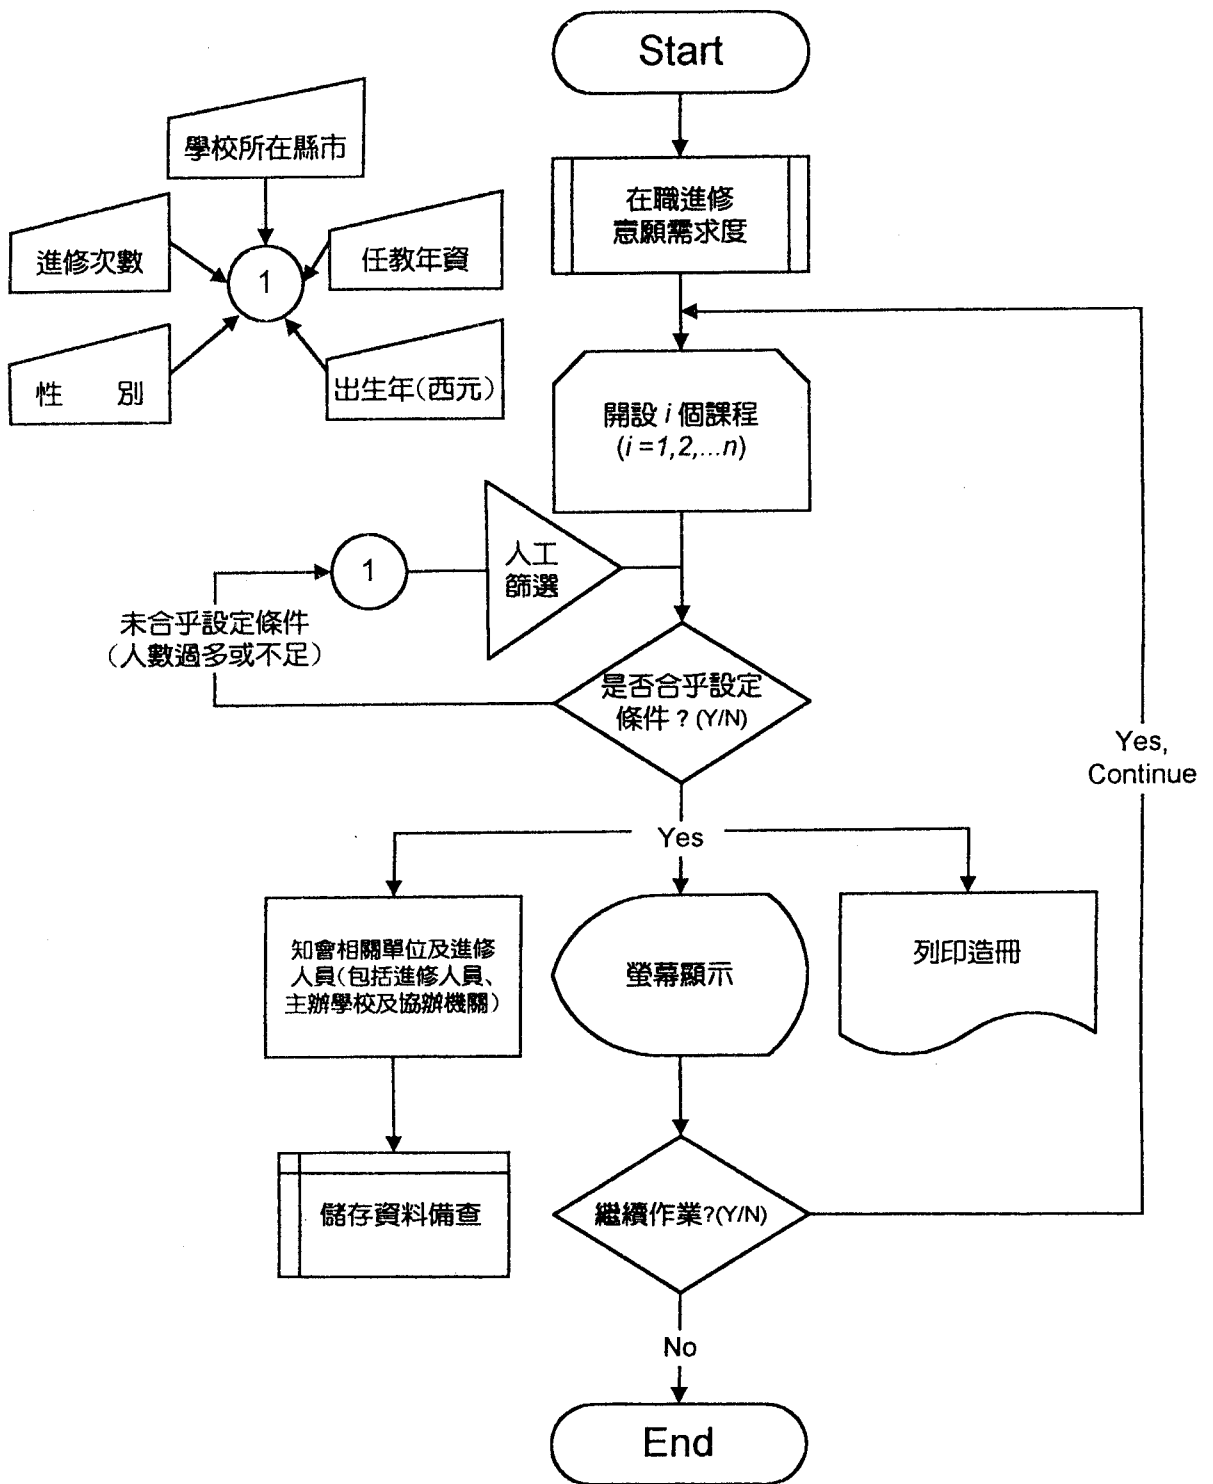 Start
學校所在縣市
在職進修
意願需求度
進修次數
任教年資
1
性 別
出生年(西元)
開設 i 個課程
(i =1,2,...n)
人工
篩選
1
未合乎設定條件
(人數過多或不足)
是否合乎設定
條件？(Y/N)
Yes,
Continue
Yes
知會相關單位及進修
人員(包括進修人員、
主辦學校及協辦機關)
螢幕顯示
列印造冊
儲存資料備查
繼續作業?(Y/N)
No
End